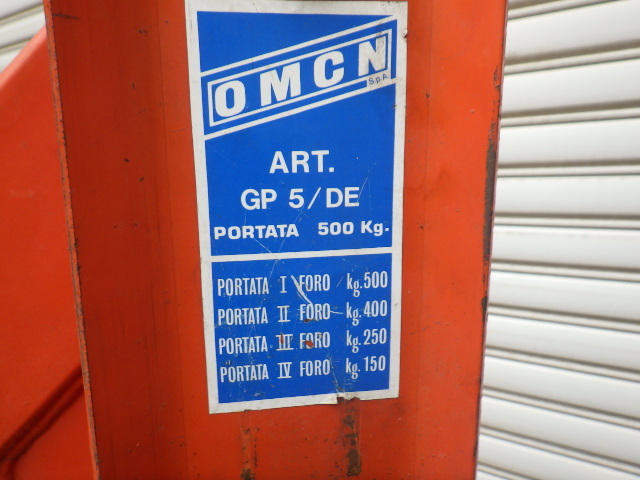 OMCN
S.p.A.
ART.
GP 5/DE
PORTATA 500 Kg.
PORTATA I FORO kg.500
PORTATA II FORO kg.400
PORTATA III FORO kg.250
PORTATA IV FORO kg.150